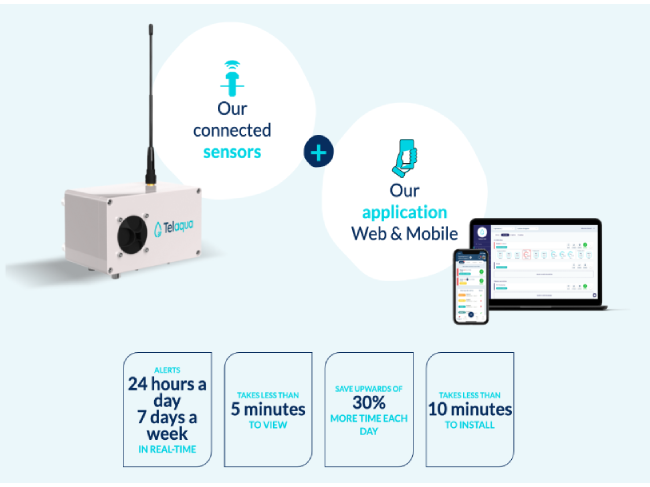 Our
connected
sensors
+
Our
application
Web & Mobile
Telaqua
ALERTS
24 hours a
day
7 days a
week
IN REAL-TIME
TAKES LESS THAN
5 minutes
TO VIEW
SAVE UPWARDS OF
30%
MORE TIME EACH
DAY
TAKES LESS THAN
10 minutes
TO INSTALL